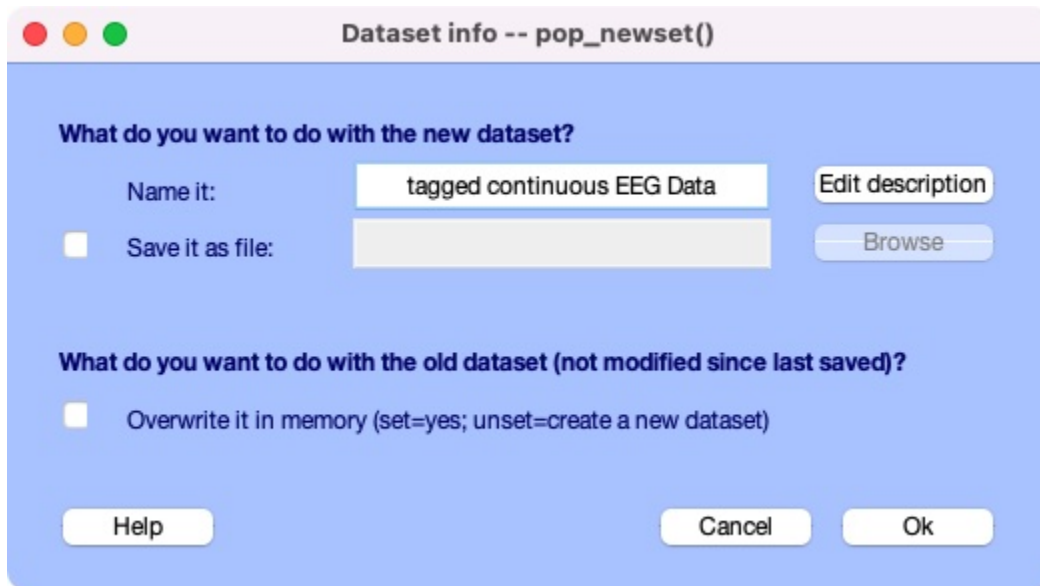 Dataset info -- pop_newset()
What do you want to do with the new dataset?
Name it: tagged continuous EEG Data Edit description
Save it as file: Browse
What do you want to do with the old dataset (not modified since last saved)?
Overwrite it in memory (set=yes; unset=create a new dataset)
Help Cancel Ok